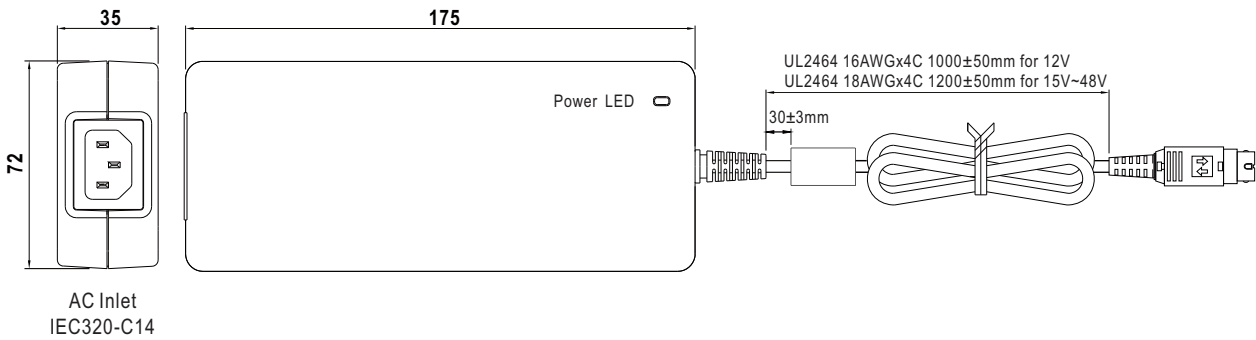 35
175
72
Power LED
UL2464 16AWGx4C 1000±50mm for 12V
UL2464 18AWGx4C 1200±50mm for 15V~48V
30±3mm
AC Inlet
IEC320-C14